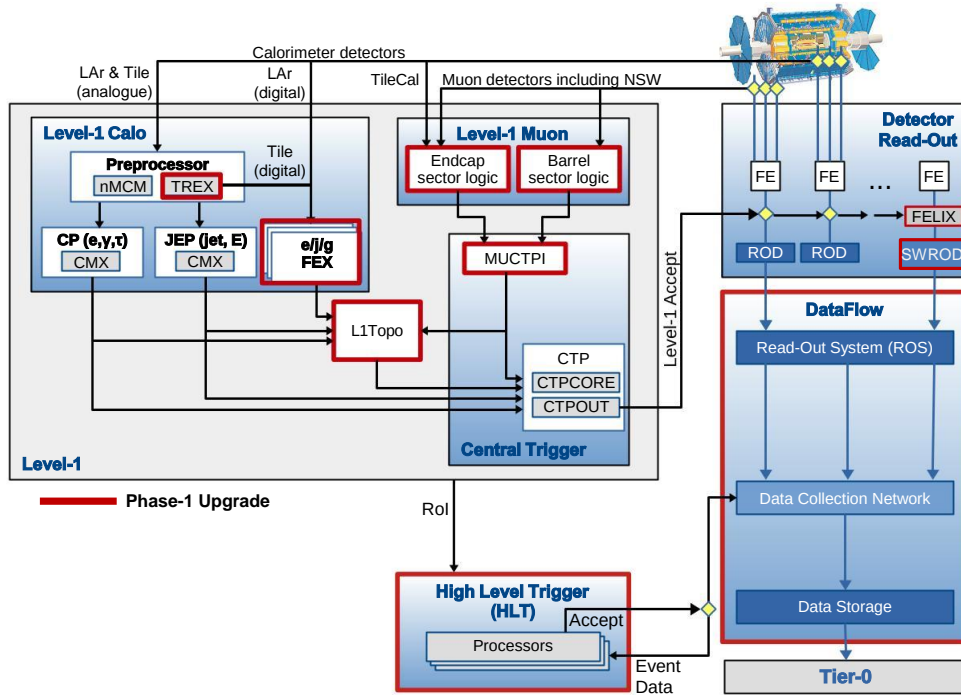 Calorimeter detectors
LAr & Tile
(analogue)
LAr
(digital)
TileCal
Muon detectors including NSW
Level-1 Calo
Preprocessor
nMCM
TREX
Tile
(digital)
CP (e,γ,τ)
CMX
JEP (jet, E)
CMX
e/j/g
FEX
Level-1 Muon
Endcap
sector logic
Barrel
sector logic
MUCTPI
L1Topo
CTP
CTPCORE
CTPOUT
Central Trigger
Level-1
Level-1 Accept
Detector
Read-Out
FE
FE
...
FE
FELIX
ROD
ROD
SWROD
DataFlow
Read-Out System (ROS)
Data Collection Network
Data Storage
Tier-0
Phase-1 Upgrade
RoI
High Level Trigger
(HLT)
Accept
Processors
Event
Data